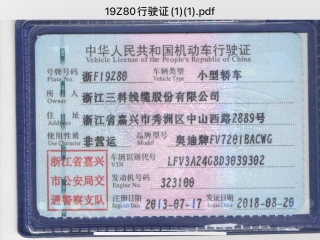 19Z80行驶证(1)(1).pdf
中华人民共和国机动车行驶证
Vehicle License of the People's Republic of China
号牌号码 Plate No. 浙F19Z80 车辆类型 Vehicle Type 小型轿车
所有人 Owner 浙江三科线缆股份有限公司
住址 Address 浙江省嘉兴市秀洲区中山西路2889号
使用性质 Use Character 非营运 品牌型号 Model 奥迪牌FV7201BACWG
浙江省嘉兴
市公安局交
通警察支队
车辆识别代号 VIN LFV3A24G8D3039302
发动机号码 Engine No. 323109
注册日期 Register Date 2013-07-17 发证日期 Issue Date 2018-08-20